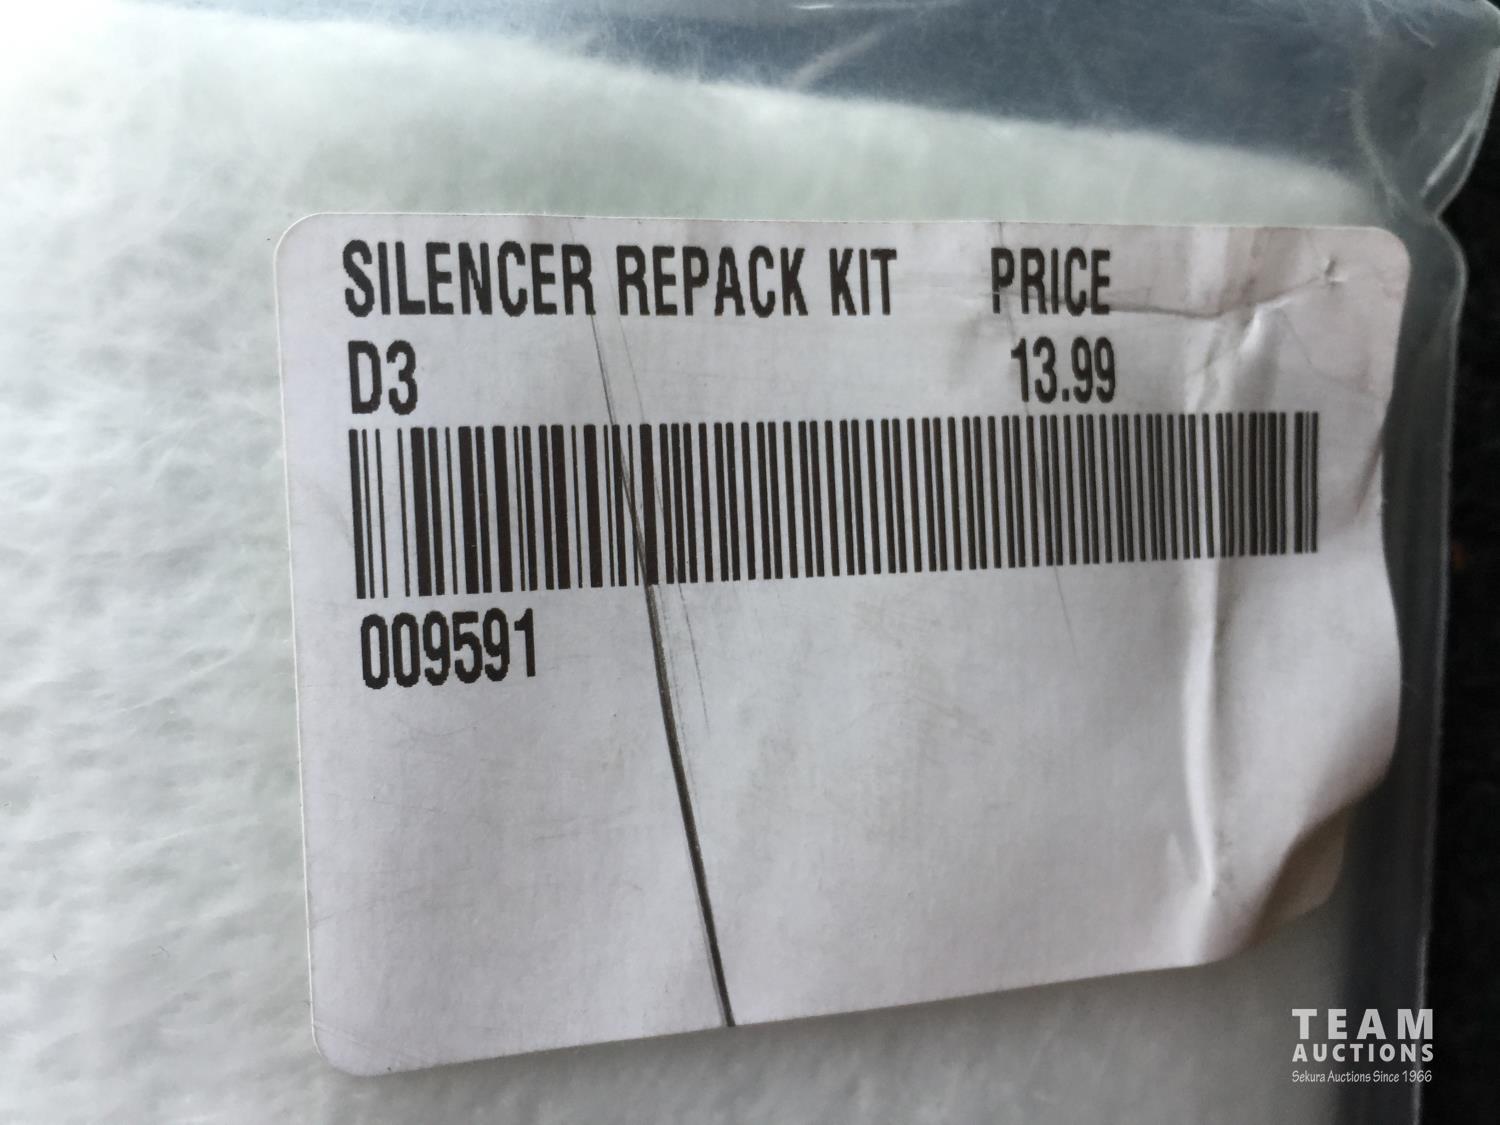 SILENCER REPACK KIT PRICE
D3 13.99
009591
TEAM
AUCTIONS
Sekura Auctions Since 1966